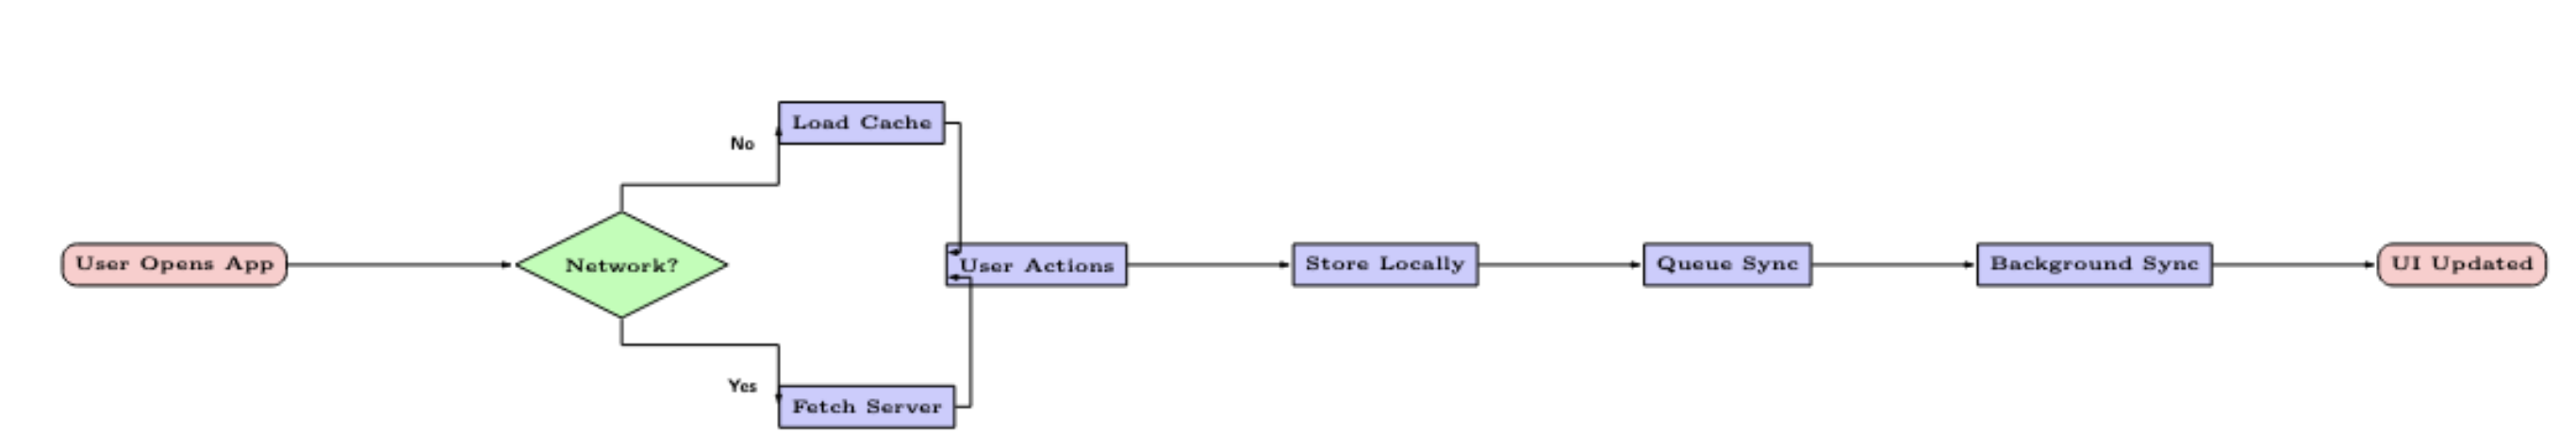 User Opens App
Network?
No
Load Cache
Yes
Fetch Server
User Actions
Store Locally
Queue Sync
Background Sync
UI Updated